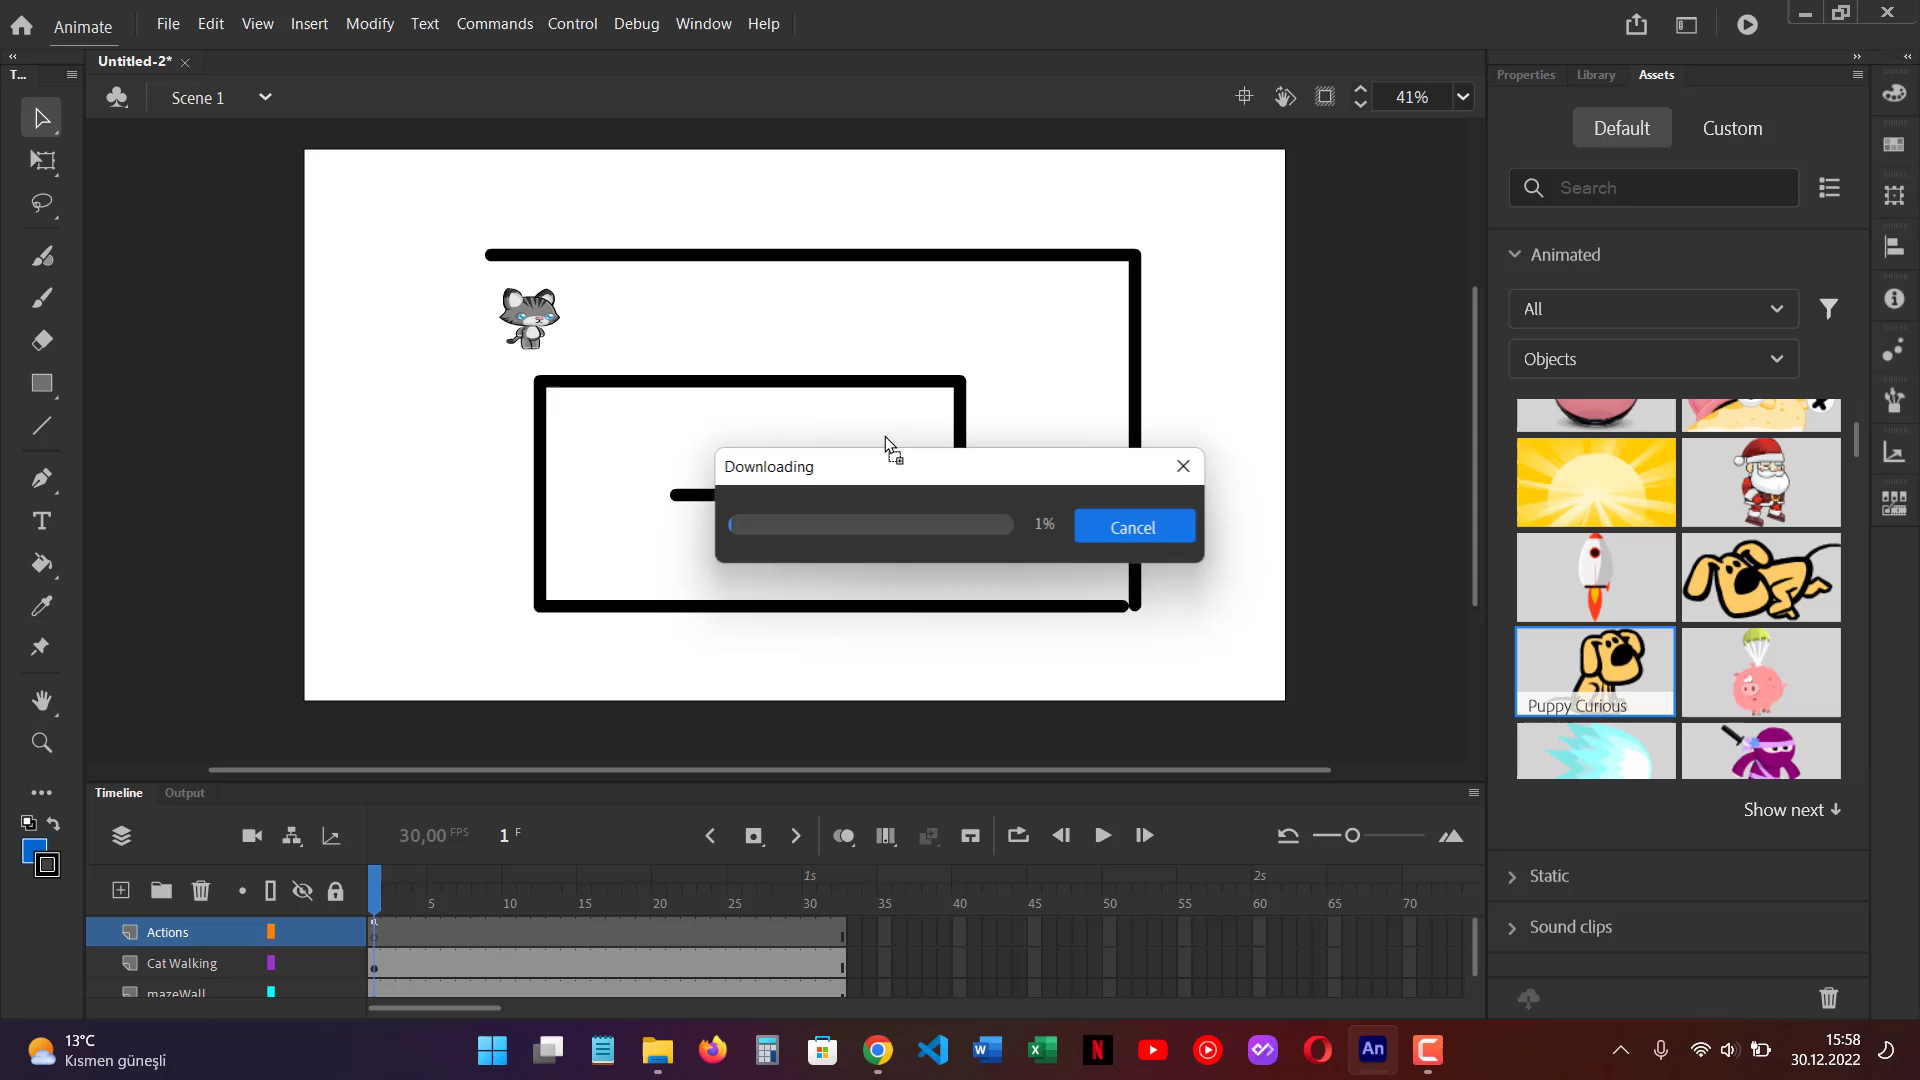 Animate
File Edit View Insert Modify Text Commands Control Debug Window Help
T...
Untitled-2*
Properties Library Assets
Scene 1
41%
Default Custom
Search
Animated
All
Objects
Downloading
1%
Cancel
Puppy Curious
Show next
Static
Sound clips
Timeline Output
30,00 FPS 1 F
1s 2s
5 10 15 20 25 30 35 40 45 50 55 60 65 70
Actions
Cat Walking
mazeWall
13°C
Kısmen güneşli
W
X
N
An
C
15:58
30.12.2022